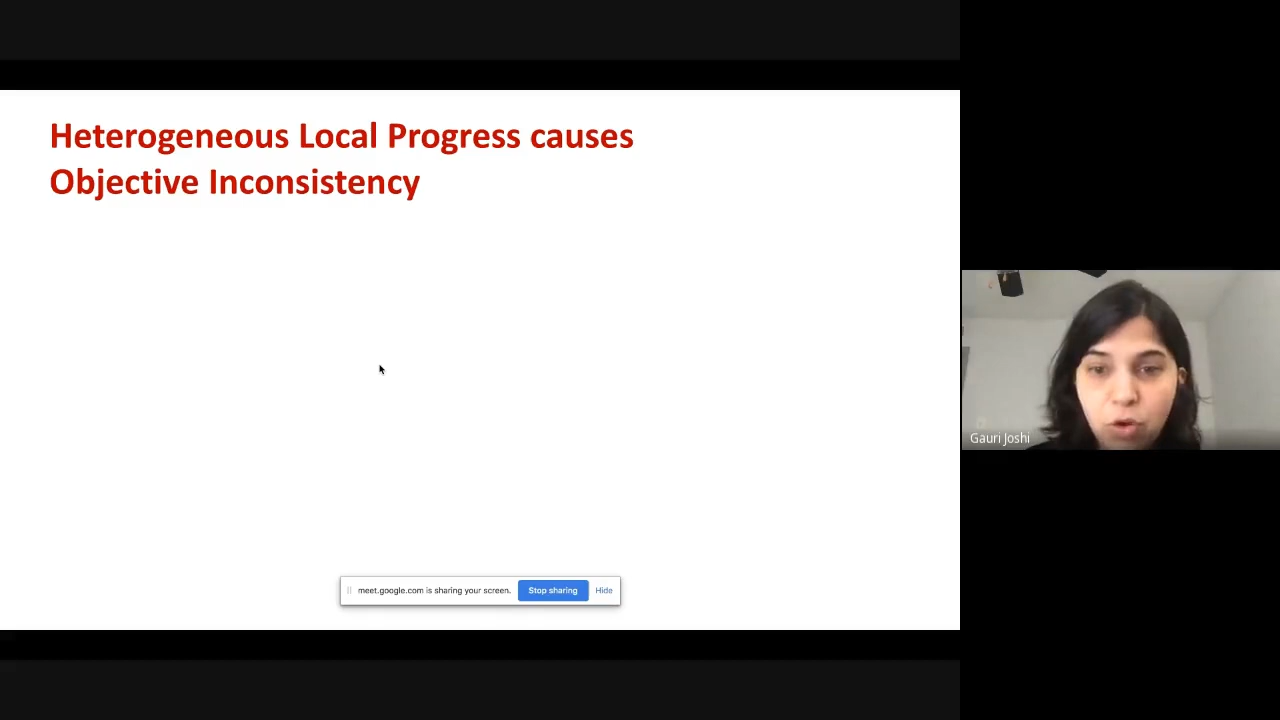 Heterogeneous Local Progress causes
Objective Inconsistency
Gauri Joshi
meet.google.com is sharing your screen. Stop sharing Hide